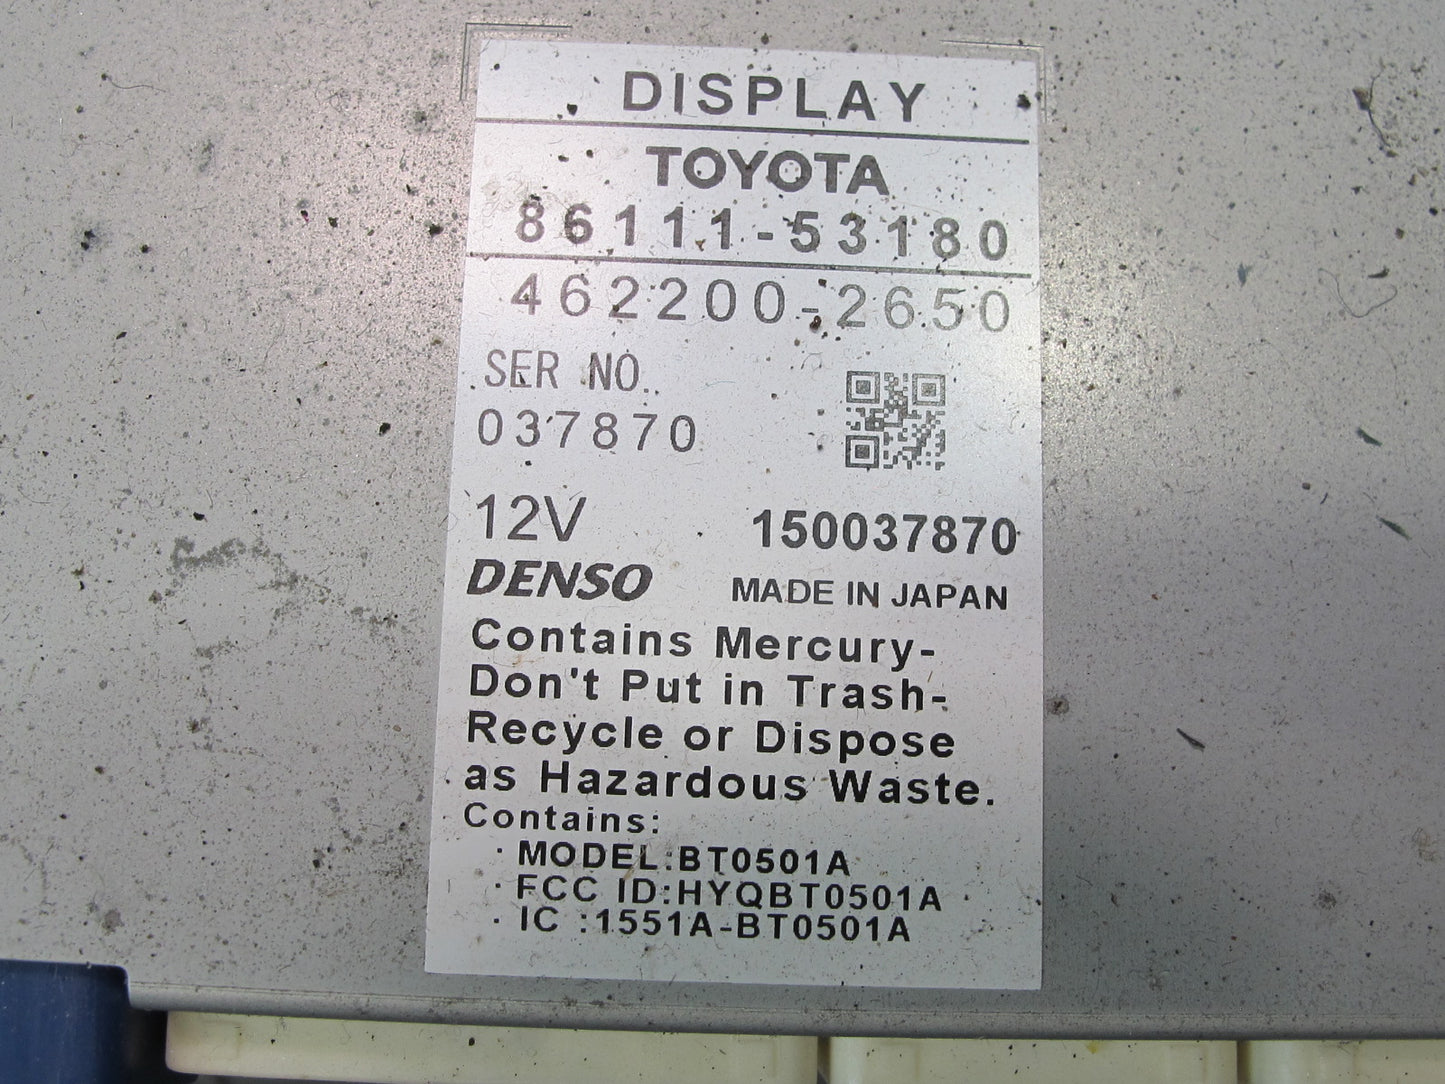 DISPLAY
TOYOTA
86111-53180
462200-2650
SER NO.
037870
12V 150037870
DENSO MADE IN JAPAN
Contains Mercury-
Don't Put in Trash-
Recycle or Dispose
as Hazardous Waste.
Contains:
· MODEL:BT0501A
· FCC ID:HYQBT0501A
· IC :1551A-BT0501A